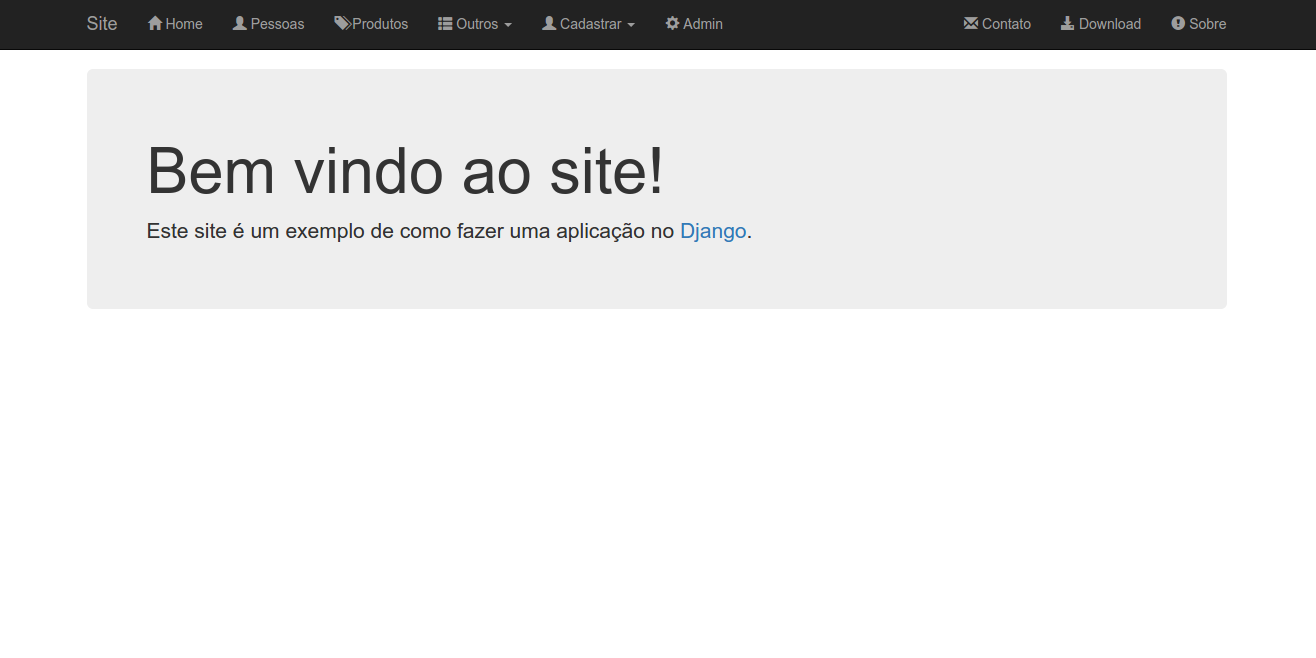 Site Home Pessoas Produtos Outros Cadastrar Admin Contato Download Sobre
Bem vindo ao site!
Este site é um exemplo de como fazer uma aplicação no Django.